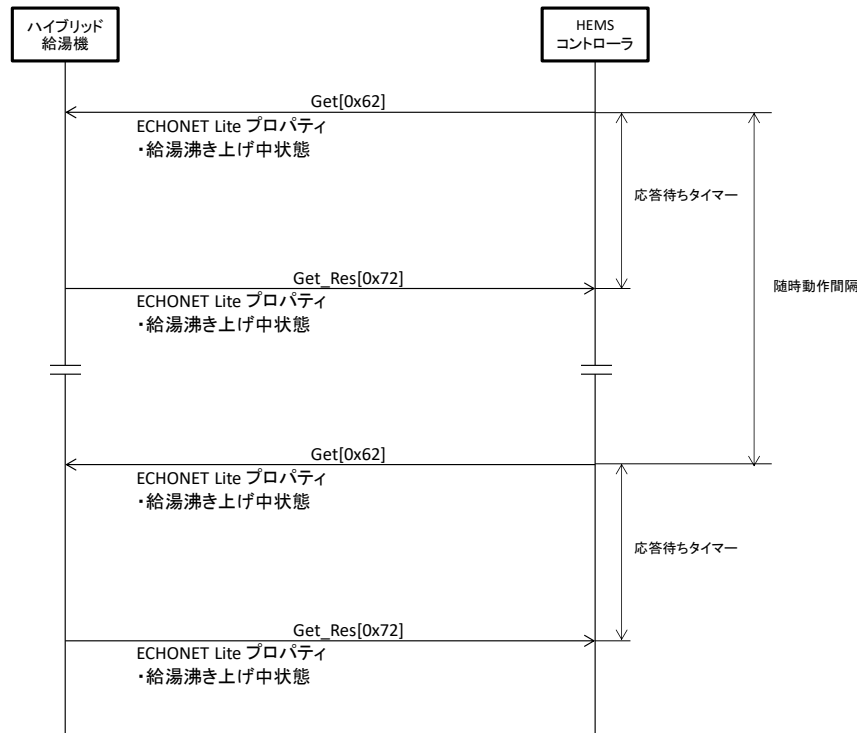 ハイブリッド
給湯機
HEMS
コントローラ
Get[0x62]
ECHONET Lite プロパティ
・給湯沸き上げ中状態
応答待ちタイマー
随時動作間隔
Get_Res[0x72]
ECHONET Lite プロパティ
・給湯沸き上げ中状態
Get[0x62]
ECHONET Lite プロパティ
・給湯沸き上げ中状態
応答待ちタイマー
Get_Res[0x72]
ECHONET Lite プロパティ
・給湯沸き上げ中状態